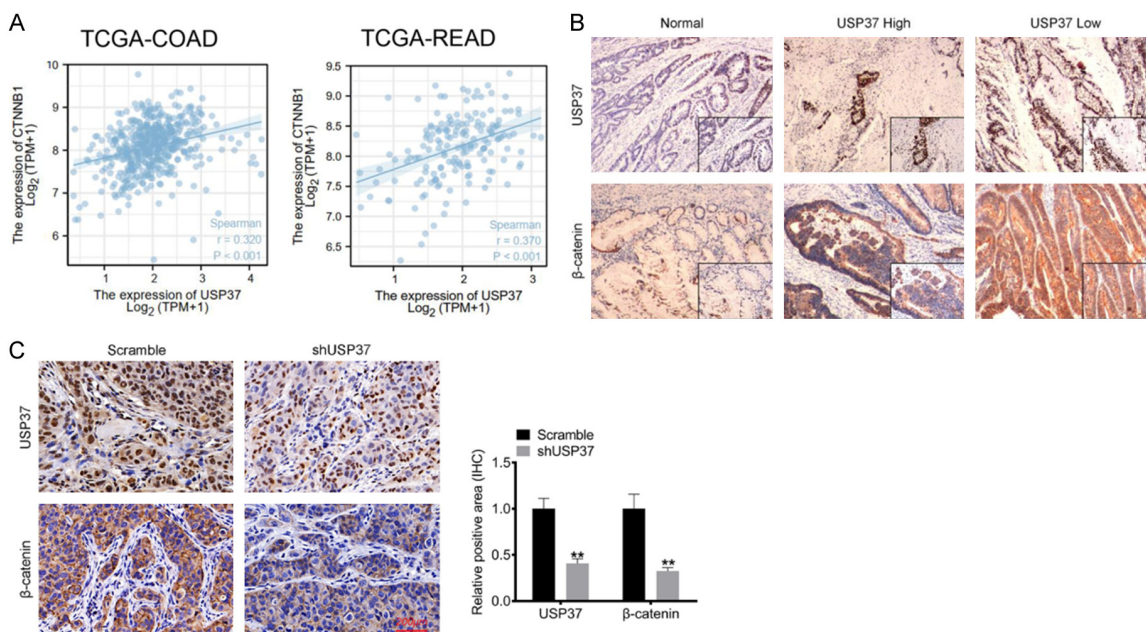 A
TCGA-COAD
TCGA-READ
The expression of CTNNB1
Log2 (TPM+1)
10
9
8
7
6
1
2
3
4
Spearman
r = 0.320
P < 0.001
The expression of USP37
Log2 (TPM+1)
The expression of CTNNB1
Log2 (TPM+1)
9.5
9.0
8.5
8.0
7.5
7.0
6.5
1
2
3
Spearman
r = 0.370
P < 0.001
The expression of USP37
Log2 (TPM+1)
B
Normal
USP37 High
USP37 Low
USP37
β-catenin
C
Scramble
shUSP37
USP37
β-catenin
200μm
Scramble
shUSP37
Relative positive area (IHC)
1.5
1.0
0.5
0.0
**
**
USP37
β-catenin